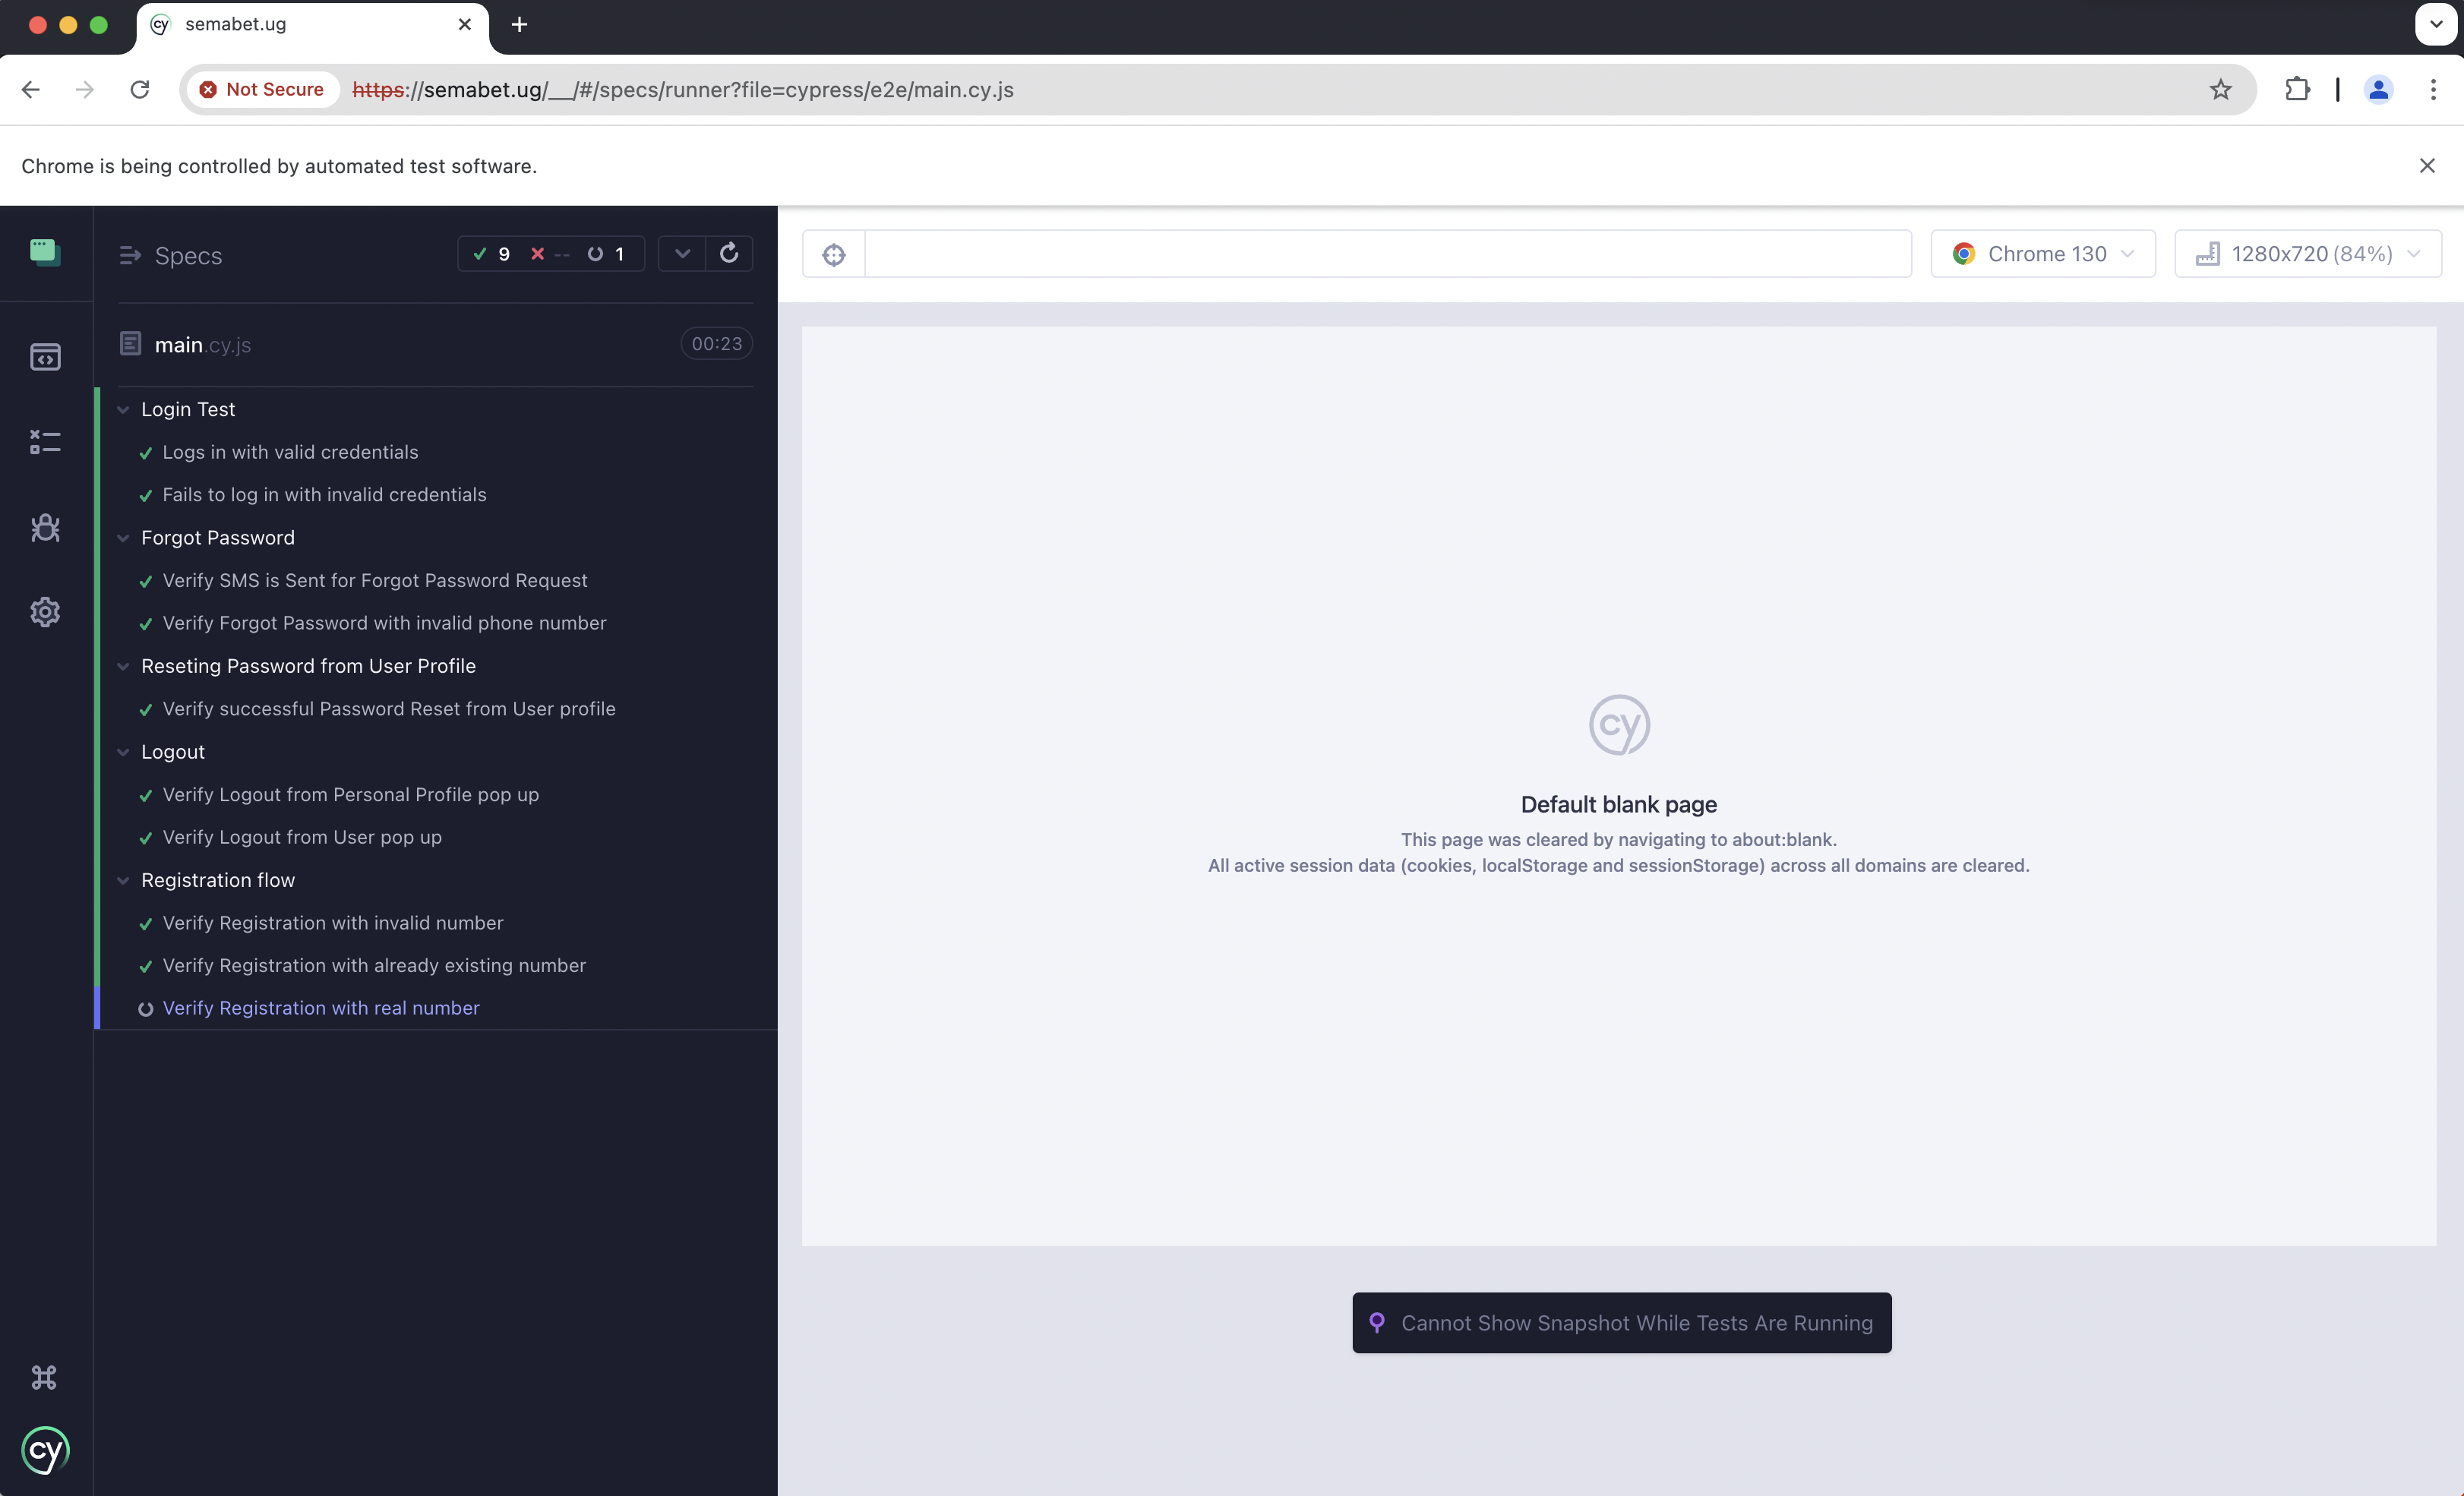 cy semabet.ug
Not Secure https://semabet.ug/__/#/specs/runner?file=cypress/e2e/main.cy.js
Chrome is being controlled by automated test software.
Specs 9 -- 1
main.cy.js 00:23
Login Test
Logs in with valid credentials
Fails to log in with invalid credentials
Forgot Password
Verify SMS is Sent for Forgot Password Request
Verify Forgot Password with invalid phone number
Reseting Password from User Profile
Verify successful Password Reset from User profile
Logout
Verify Logout from Personal Profile pop up
Verify Logout from User pop up
Registration flow
Verify Registration with invalid number
Verify Registration with already existing number
Verify Registration with real number
cy
Chrome 130
1280x720 (84%)
cy
Default blank page
This page was cleared by navigating to about:blank.
All active session data (cookies, localStorage and sessionStorage) across all domains are cleared.
Cannot Show Snapshot While Tests Are Running